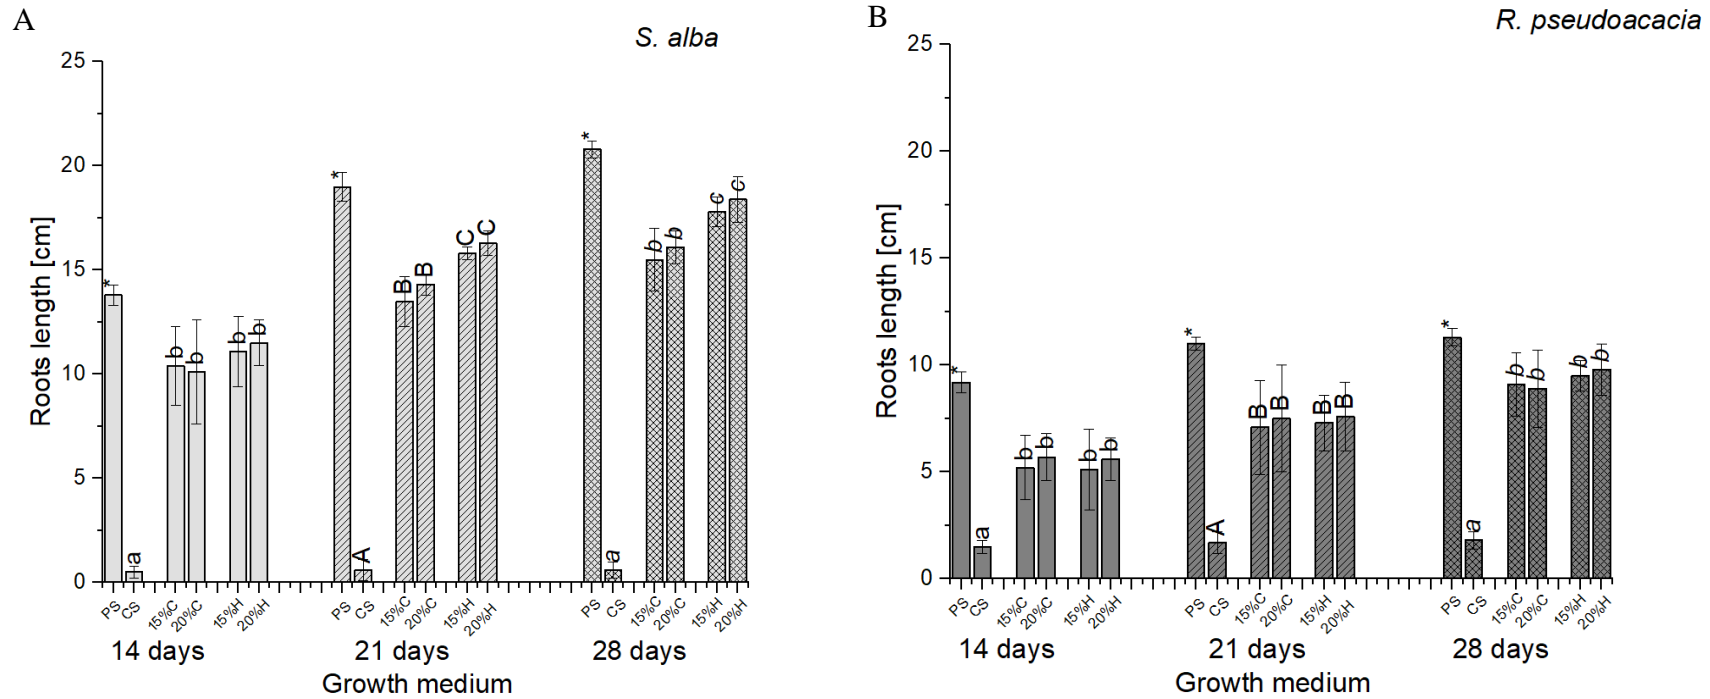 A
S. alba
25
20
15
10
5
0
Roots length [cm]
* a b b b b
* A B B C C
* a b b c c
PS CS 15%C 20%C 15%H 20%H
PS CS 15%C 20%C 15%H 20%H
PS CS 15%C 20%C 15%H 20%H
14 days 21 days 28 days
Growth medium
B
R. pseudoacacia
25
20
15
10
5
0
Roots length [cm]
* a b b b b
* A B B B B
* a b b b b
PS CS 15%C 20%C 15%H 20%H
PS CS 15%C 20%C 15%H 20%H
PS CS 15%C 20%C 15%H 20%H
14 days 21 days 28 days
Growth medium